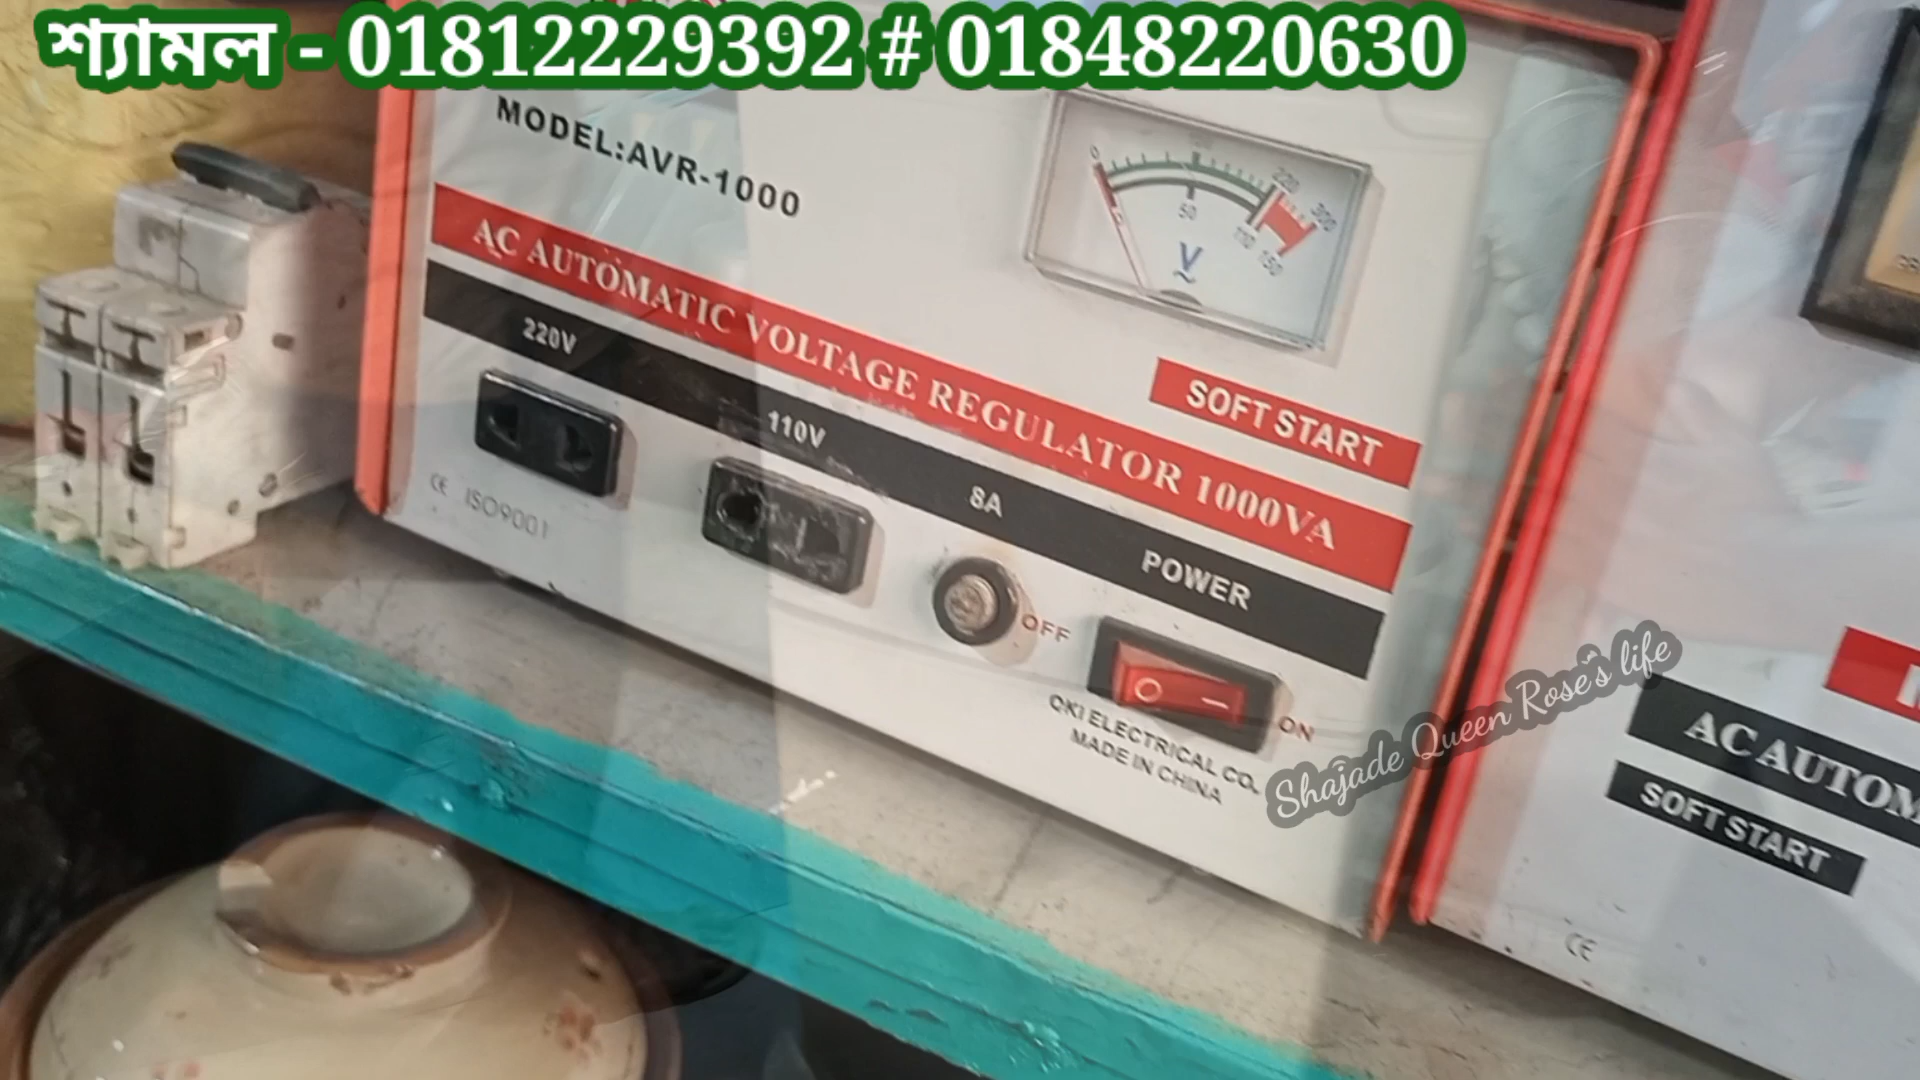 শ্যামল - 01812229392 # 01848220630
MODEL:AVR-1000
0 50 110 150 220 300
V
SOFT START
AC AUTOMATIC VOLTAGE REGULATOR 1000VA
220V 110V 8A POWER
CE ISO9001
OFF
ON
OKI ELECTRICAL CO.
MADE IN CHINA
Shajade Queen Rose's life
AC AUTOM
SOFT START
CE